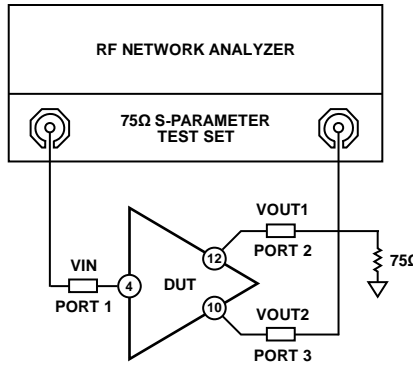 RF NETWORK ANALYZER
75Ω S-PARAMETER
TEST SET
VOUT1
12
PORT 2
75Ω
VIN
4
DUT
PORT 1
10
VOUT2
PORT 3